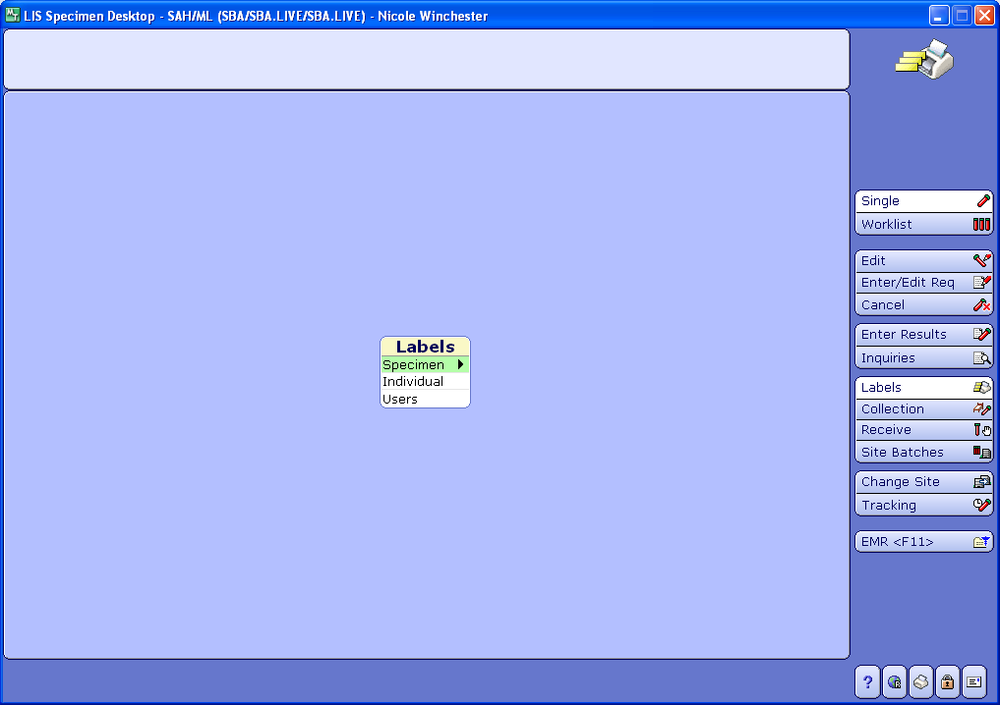 LIS Specimen Desktop - SAH/ML (SBA/SBA.LIVE/SBA.LIVE) - Nicole Winchester
Single
Worklist
Edit
Enter/Edit Req
Cancel
Enter Results
Inquiries
Labels
Specimen
Individual
Users
Labels
Collection
Receive
Site Batches
Change Site
Tracking
EMR <F11>
?